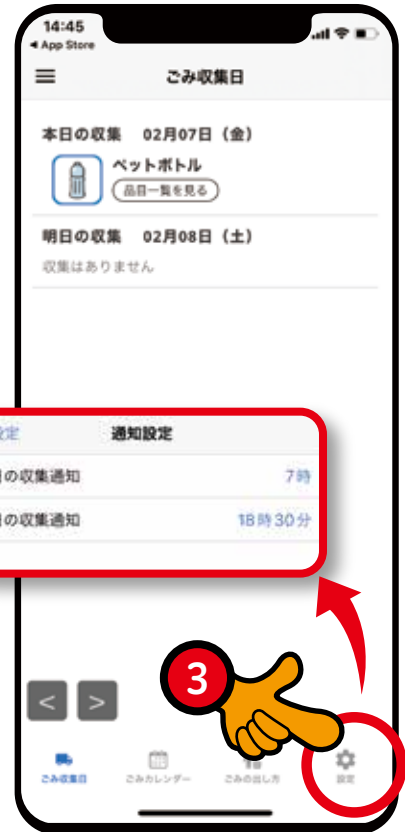 14:45
◀ App Store
ごみ収集日
本日の収集 02月07日（金）
ペットボトル
品目一覧を見る
明日の収集 02月08日（土）
収集はありません
設定 通知設定
の収集通知 7時
の収集通知 18時30分
< >
3
ごみ収集日 ごみカレンダー ごみの出し方 設定